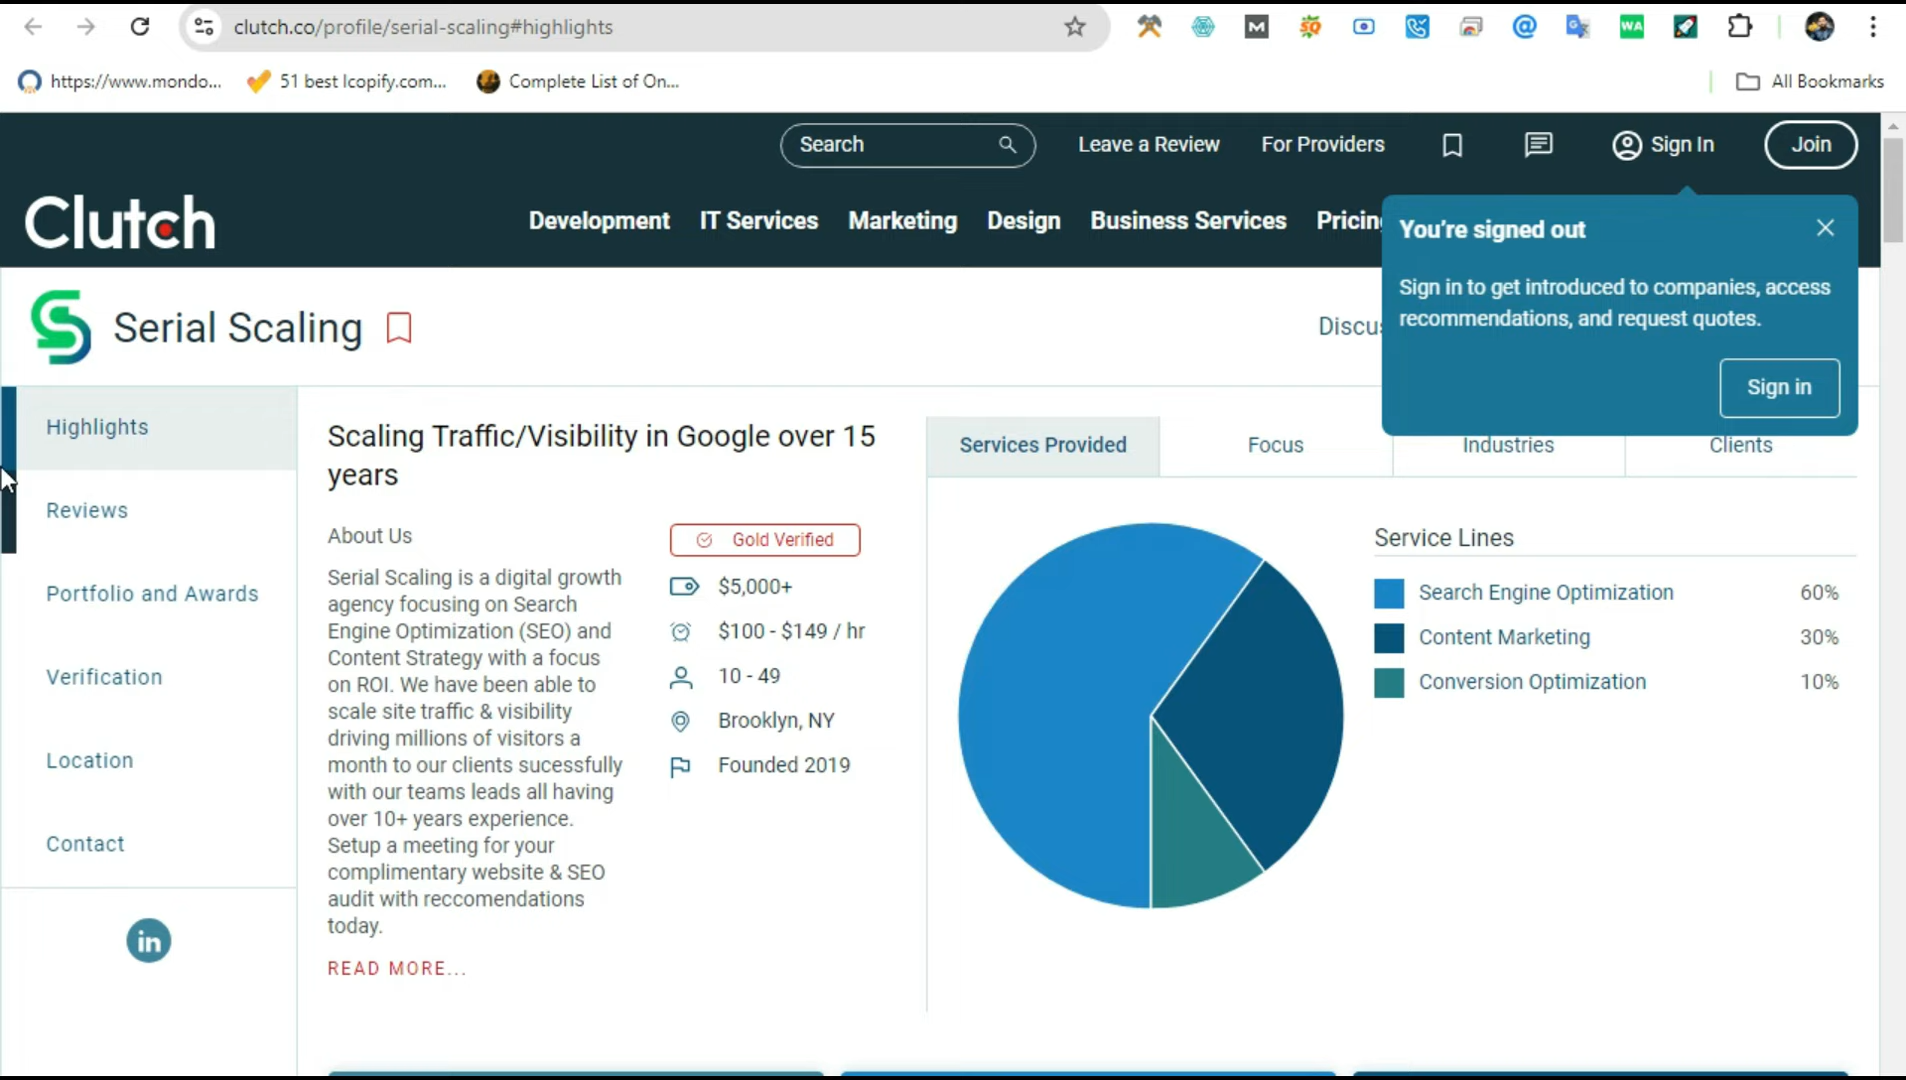 clutch.co/profile/serial-scaling#highlights
M
SQ
WA
https://www.mondo...
51 best Icopify.com...
Complete List of On...
All Bookmarks
Search
Leave a Review
For Providers
Sign In
Join
Clutch
Development
IT Services
Marketing
Design
Business Services
Pricing
You're signed out
Sign in to get introduced to companies, access
recommendations, and request quotes.
Sign in
Serial Scaling
Discu
Highlights
Reviews
Portfolio and Awards
Verification
Location
Contact
in
Scaling Traffic/Visibility in Google over 15
years
About Us
Serial Scaling is a digital growth
agency focusing on Search
Engine Optimization (SEO) and
Content Strategy with a focus
on ROI. We have been able to
scale site traffic & visibility
driving millions of visitors a
month to our clients sucessfully
with our teams leads all having
over 10+ years experience.
Setup a meeting for your
complimentary website & SEO
audit with reccomendations
today.
READ MORE...
Gold Verified
$5,000+
$100 - $149 / hr
10 - 49
Brooklyn, NY
Founded 2019
Services Provided
Focus
Industries
Clients
Service Lines
Search Engine Optimization 60%
Content Marketing 30%
Conversion Optimization 10%